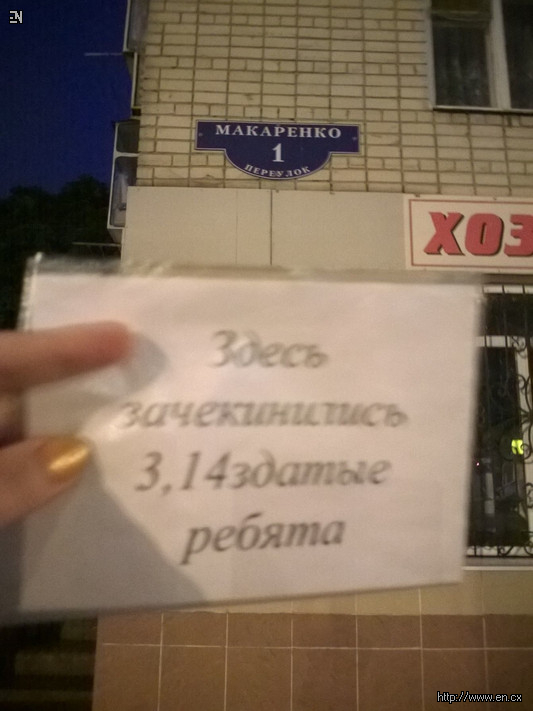 EN
МАКАРЕНКО
1
ПЕРЕУЛОК
ХОЗ
Здесь
зачекинились
3,14здатые
ребята
http://www.en.cx